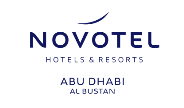 NOVOTEL
HOTELS & RESORTS
ABU DHABI
AL BUSTAN